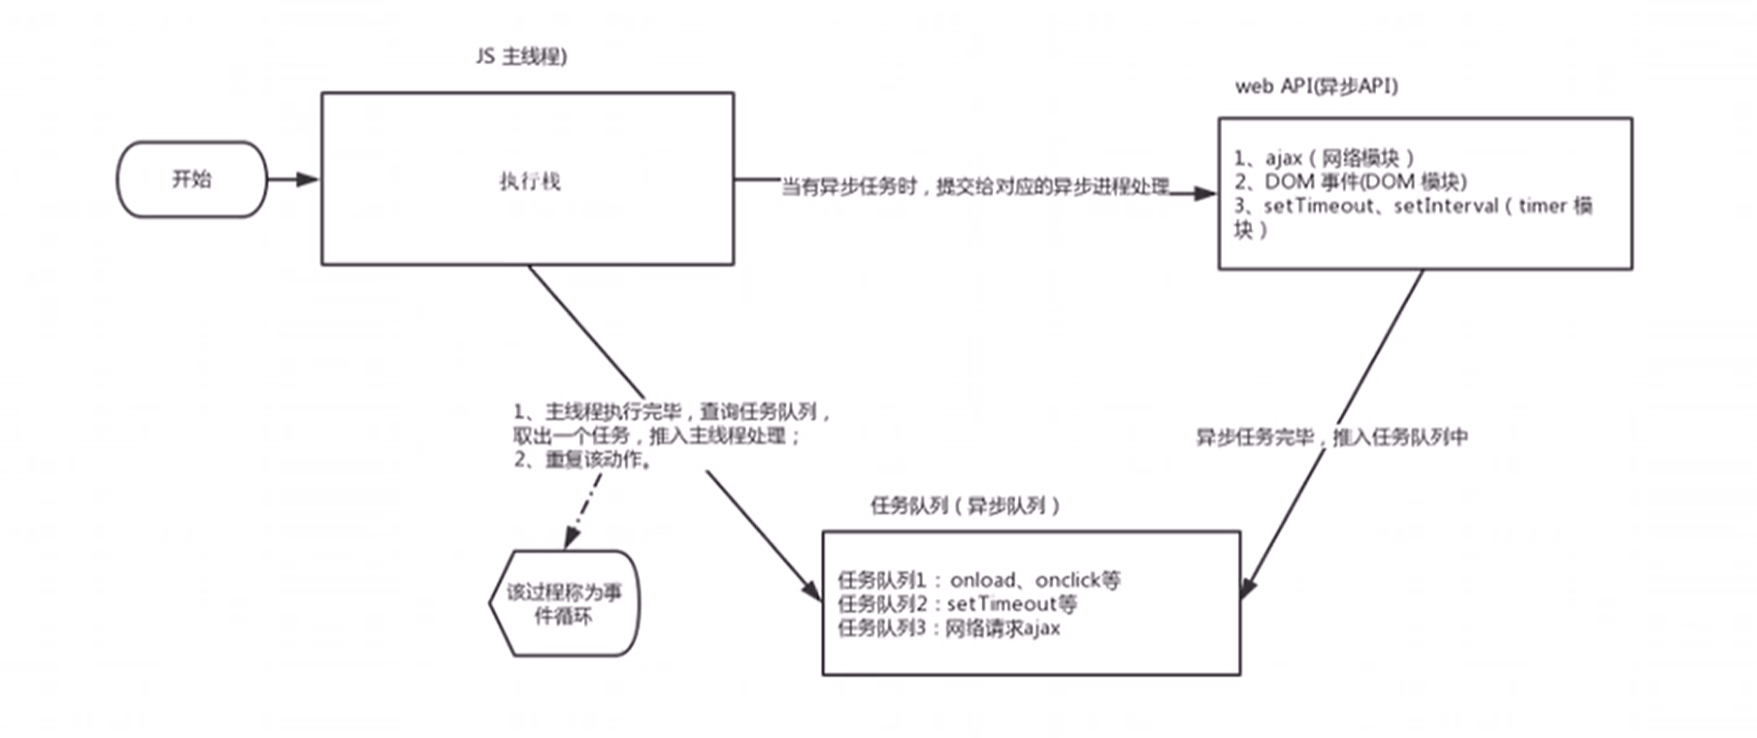 JS 主线程)
web API(异步API)
开始
执行栈
当有异步任务时，提交给对应的异步进程处理
1、ajax（网络模块）
2、DOM 事件(DOM 模块)
3、setTimeout、setInterval（timer 模
块）
1、主线程执行完毕，查询任务队列，
取出一个任务，推入主线程处理；
2、重复该动作。
异步任务完毕，推入任务队列中
任务队列（异步队列）
任务队列1：onload、onclick等
任务队列2：setTimeout等
任务队列3：网络请求ajax
该过程称为事
件循环